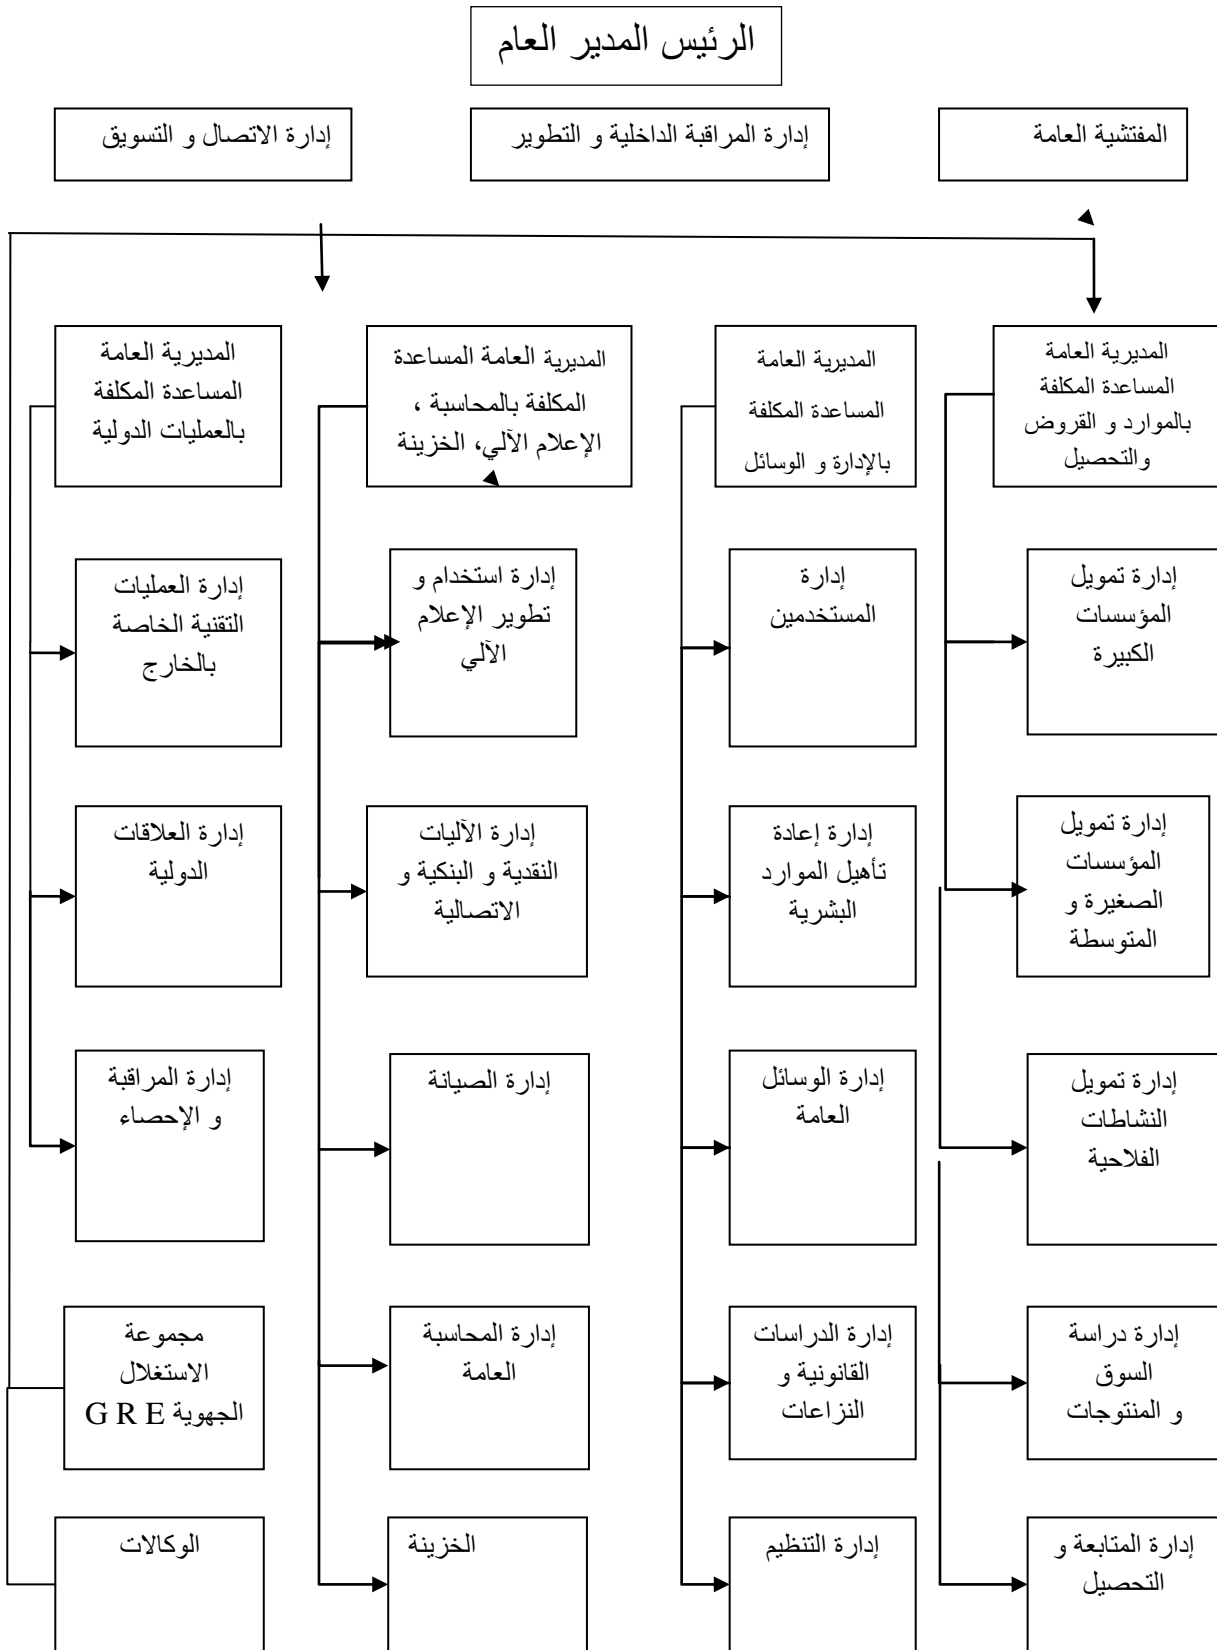 الرئيس المدير العام
المفتشية العامة
إدارة المراقبة الداخلية و التطوير
إدارة الاتصال و التسويق
المديرية العامة
المساعدة المكلفة
بالموارد و القروض
والتحصيل
المديرية العامة
المساعدة المكلفة
بالإدارة و الوسائل
المديرية العامة المساعدة
المكلفة بالمحاسبة ،
الإعلام الآلي، الخزينة
المديرية العامة
المساعدة المكلفة
بالعمليات الدولية
إدارة تمويل
المؤسسات
الكبيرة
إدارة
المستخدمين
إدارة استخدام و
تطوير الإعلام
الآلي
إدارة العمليات
التقنية الخاصة
بالخارج
إدارة تمويل
المؤسسات
الصغيرة و
المتوسطة
إدارة إعادة
تأهيل الموارد
البشرية
إدارة الآليات
النقدية و البنكية و
الاتصالية
إدارة العلاقات
الدولية
إدارة تمويل
النشاطات
الفلاحية
إدارة الوسائل
العامة
إدارة الصيانة
إدارة المراقبة
و الإحصاء
إدارة دراسة
السوق
و المنتوجات
إدارة الدراسات
القانونية و
النزاعات
إدارة المحاسبة
العامة
مجموعة
الاستغلال
الجهوية G R E
إدارة المتابعة و
التحصيل
إدارة التنظيم
الخزينة
الوكالات